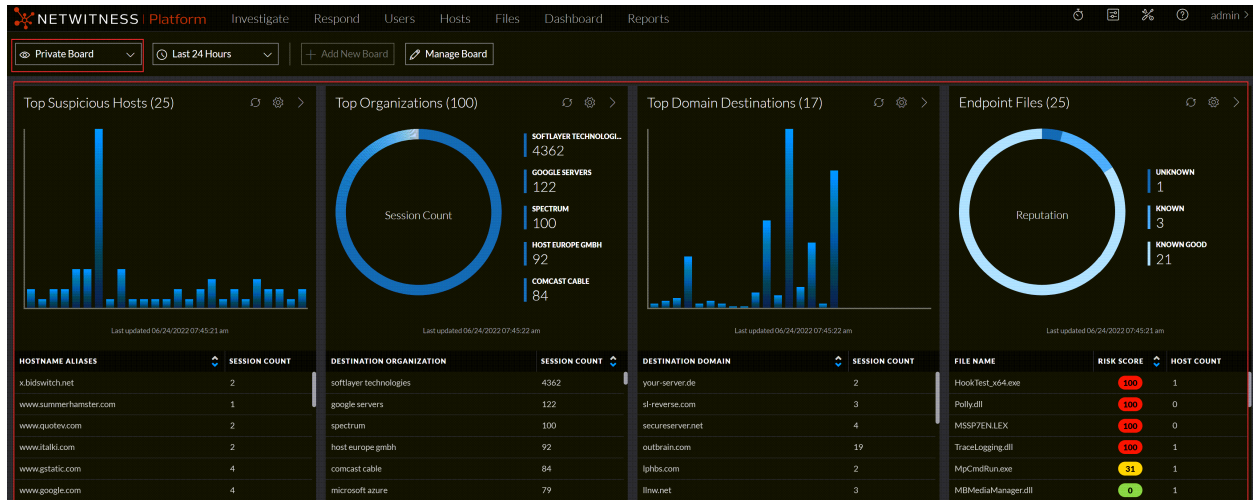 NETWITNESS Platform Investigate Respond Users Hosts Files Dashboard Reports admin >
Private Board Last 24 Hours + Add New Board Manage Board
Top Suspicious Hosts (25)
Last updated 06/24/2022 07:45:21 am
HOSTNAME ALIASES SESSION COUNT
x.bidswitch.net 2
www.summerhamster.com 1
www.quotev.com 2
www.italki.com 2
www.gstatic.com 4
www.google.com 4
Top Organizations (100)
Session Count
SOFTLAYER TECHNOLOGI...
4362
GOOGLE SERVERS
122
SPECTRUM
100
HOST EUROPE GMBH
92
COMCAST CABLE
84
Last updated 06/24/2022 07:45:22 am
DESTINATION ORGANIZATION SESSION COUNT
softlayer technologies 4362
google servers 122
spectrum 100
host europe gmbh 92
comcast cable 84
microsoft azure 79
Top Domain Destinations (17)
Last updated 06/24/2022 07:45:22 am
DESTINATION DOMAIN SESSION COUNT
your-server.de 2
sl-reverse.com 3
secureserver.net 4
outbrain.com 19
lphbs.com 2
llnw.net 3
Endpoint Files (25)
Reputation
UNKNOWN
1
KNOWN
3
KNOWN GOOD
21
Last updated 06/24/2022 07:45:21 am
FILE NAME RISK SCORE HOST COUNT
HookTest_x64.exe 100 1
Polly.dll 100 0
MSSP7EN.LEX 100 0
TraceLogging.dll 100 1
MpCmdRun.exe 31 1
MBMediaManager.dll 0 1